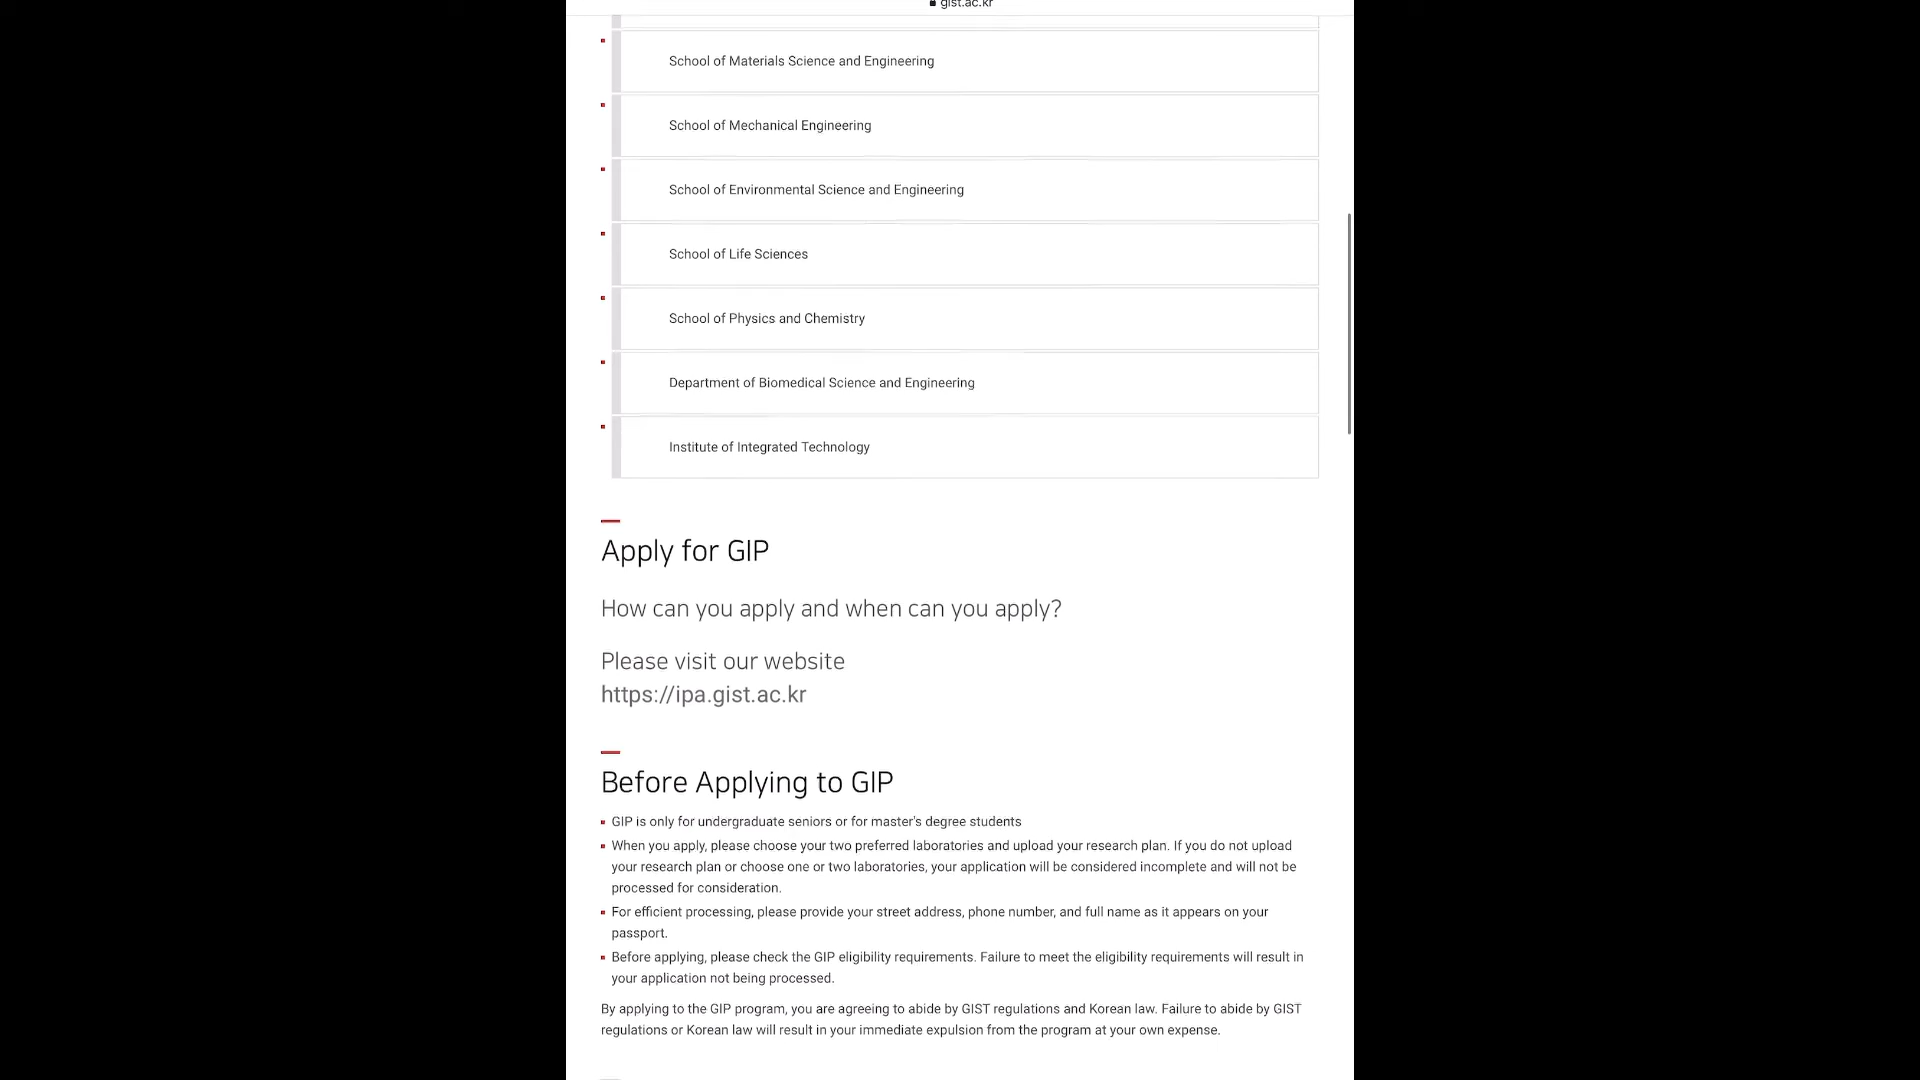 gist.ac.kr
School of Materials Science and Engineering
School of Mechanical Engineering
School of Environmental Science and Engineering
School of Life Sciences
School of Physics and Chemistry
Department of Biomedical Science and Engineering
Institute of Integrated Technology
Apply for GIP
How can you apply and when can you apply?
Please visit our website
https://ipa.gist.ac.kr
Before Applying to GIP
GIP is only for undergraduate seniors or for master's degree students
When you apply, please choose your two preferred laboratories and upload your research plan. If you do not upload
your research plan or choose one or two laboratories, your application will be considered incomplete and will not be
processed for consideration.
For efficient processing, please provide your street address, phone number, and full name as it appears on your
passport.
Before applying, please check the GIP eligibility requirements. Failure to meet the eligibility requirements will result in
your application not being processed.
By applying to the GIP program, you are agreeing to abide by GIST regulations and Korean law. Failure to abide by GIST
regulations or Korean law will result in your immediate expulsion from the program at your own expense.